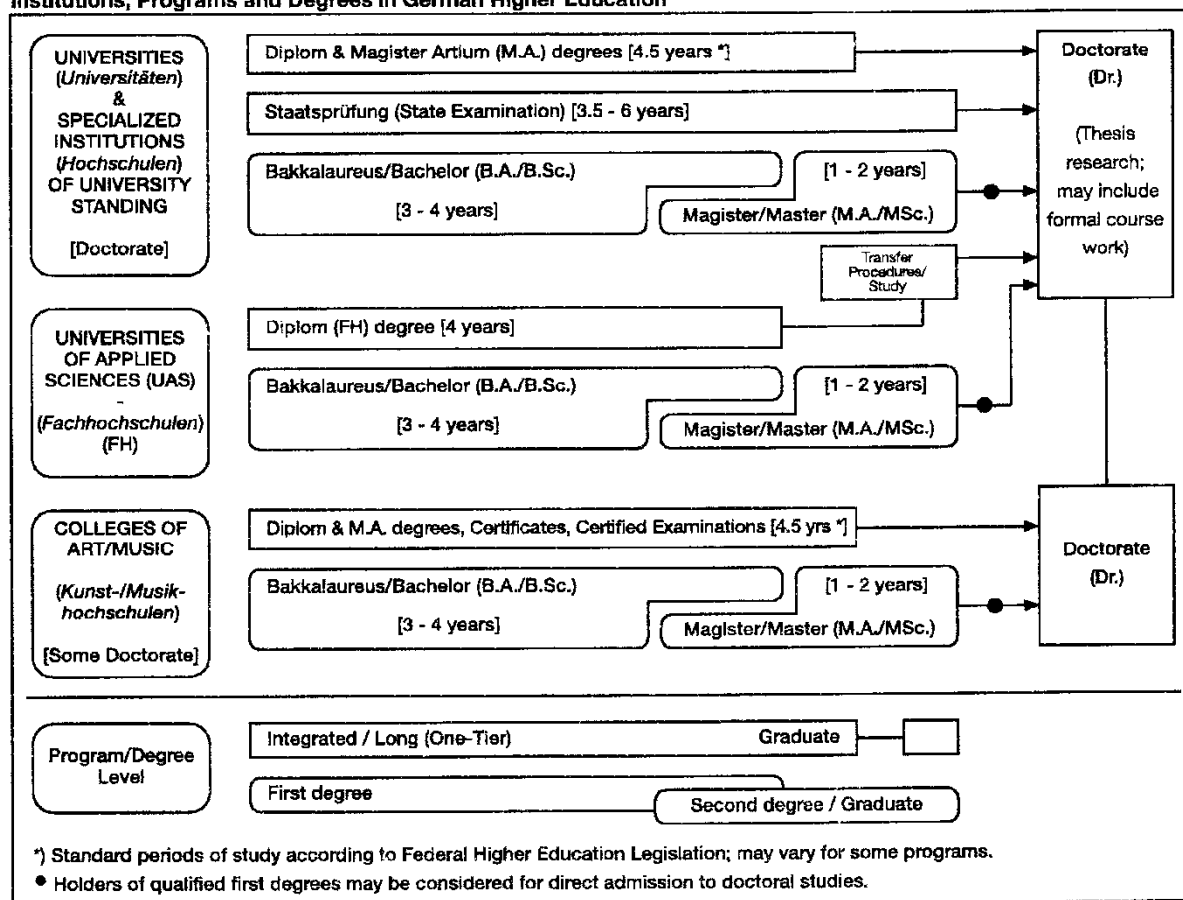 Institutions, Programs and Degrees in German Higher Education
UNIVERSITIES
(Universitäten)
&
SPECIALIZED
INSTITUTIONS
(Hochschulen)
OF UNIVERSITY
STANDING
[Doctorate]
Diplom & Magister Artium (M.A.) degrees [4.5 years *]
Staatsprüfung (State Examination) [3.5 - 6 years]
Bakkalaureus/Bachelor (B.A./B.Sc.)
[3 - 4 years]
[1 - 2 years]
Magister/Master (M.A./MSc.)
Transfer
Procedures/
Study
Doctorate
(Dr.)
(Thesis
research;
may include
formal course
work)
UNIVERSITIES
OF APPLIED
SCIENCES (UAS)
-
(Fachhochschulen)
(FH)
Diplom (FH) degree [4 years]
Bakkalaureus/Bachelor (B.A./B.Sc.)
[3 - 4 years]
[1 - 2 years]
Magister/Master (M.A./MSc.)
COLLEGES OF
ART/MUSIC
(Kunst-/Musik-
hochschulen)
[Some Doctorate]
Diplom & M.A. degrees, Certificates, Certified Examinations [4.5 yrs *]
Bakkalaureus/Bachelor (B.A./B.Sc.)
[3 - 4 years]
[1 - 2 years]
Magister/Master (M.A./MSc.)
Doctorate
(Dr.)
Program/Degree
Level
Integrated / Long (One-Tier) Graduate
First degree
Second degree / Graduate
*) Standard periods of study according to Federal Higher Education Legislation; may vary for some programs.
● Holders of qualified first degrees may be considered for direct admission to doctoral studies.